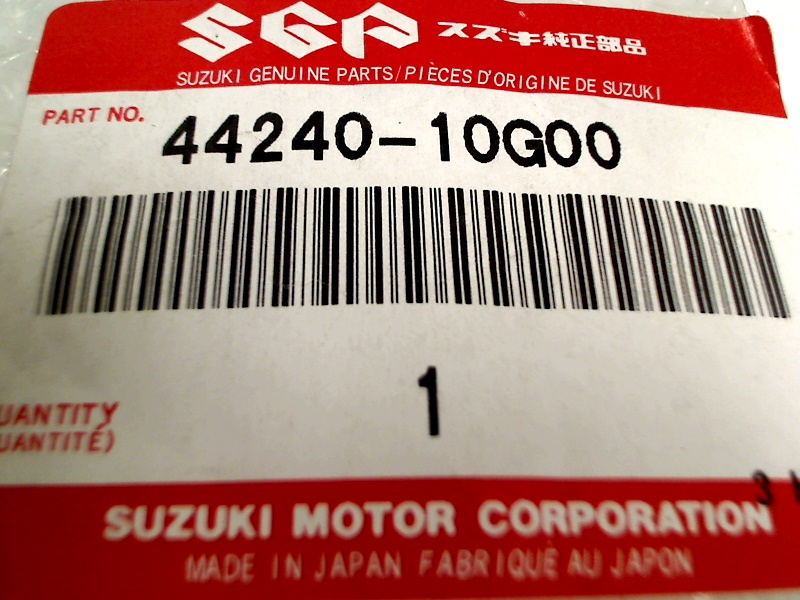 SGP スズキ純正部品
SUZUKI GENUINE PARTS/PIÈCES D'ORIGINE DE SUZUKI
PART NO. 44240-10G00
1
UANTITY
UANTITÉ)
3
SUZUKI MOTOR CORPORATION
MADE IN JAPAN FABRIQUÉ AU JAPON